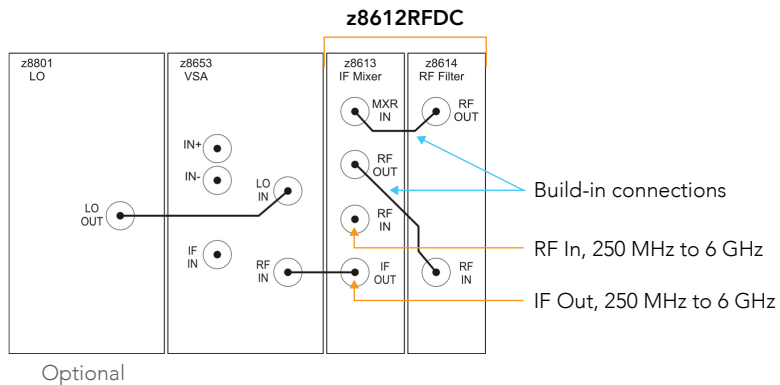 z8612RFDC
z8801
LO
z8653
VSA
z8613
IF Mixer
z8614
RF Filter
MXR
IN
RF
OUT
IN+
IN-
LO
IN
RF
OUT
LO
OUT
RF
IN
IF
IN
RF
IN
IF
OUT
RF
IN
Build-in connections
RF In, 250 MHz to 6 GHz
IF Out, 250 MHz to 6 GHz
Optional